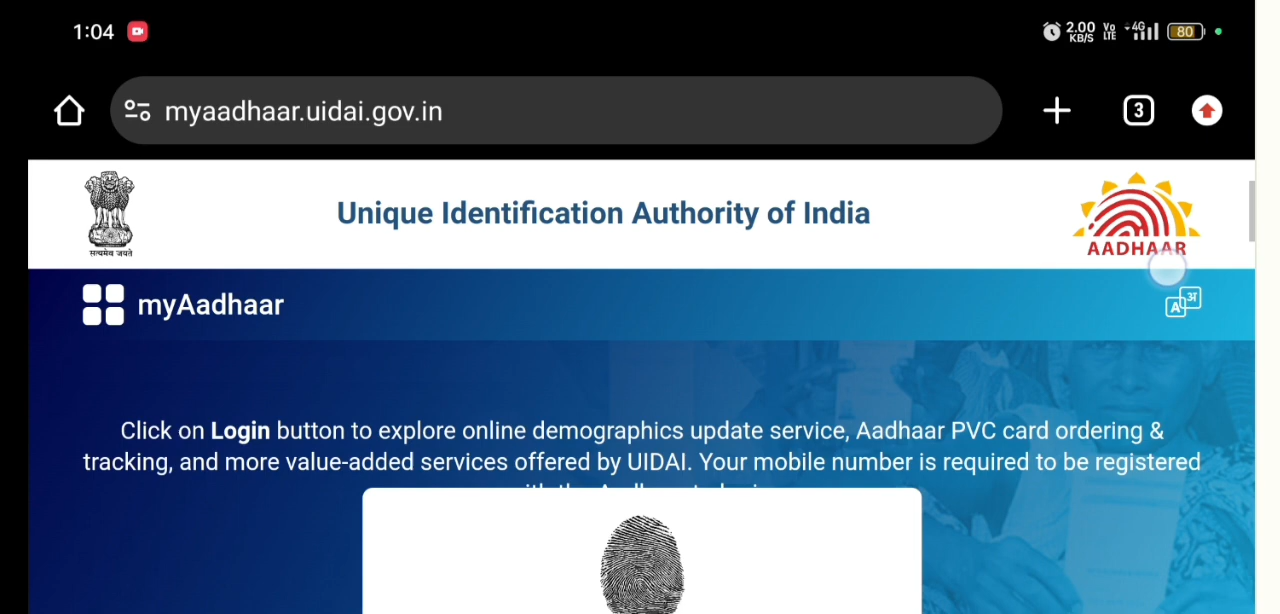 1:04
2.00
KB/S
Vo
LTE
4G
80
myaadhaar.uidai.gov.in
3
सत्यमेव जयते
Unique Identification Authority of India
AADHAAR
myAadhaar
A अ
Click on Login button to explore online demographics update service, Aadhaar PVC card ordering &
tracking, and more value-added services offered by UIDAI. Your mobile number is required to be registered